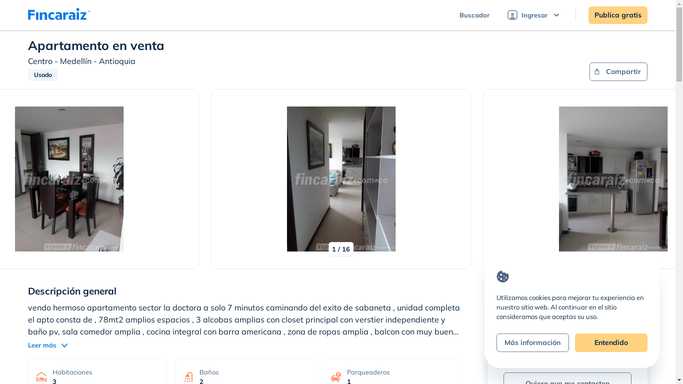 Fincaraiz
Buscador
Ingresar
Publica gratis
Apartamento en venta
Centro - Medellín - Antioquia
Usado
Compartir
fincaraiz
fincaraiz.com.co
fincaraiz.com.co
1 / 16
Descripción general
vendo hermoso apartamento sector la doctora a solo 7 minutos caminando del exito de sabaneta , unidad completa
el apto consta de , 78mt2 amplios espacios , 3 alcobas amplias con closet principal con verstier independiente y
baño pv, sala comedor amplia , cocina integral con barra americana , zona de ropas amplia , balcon con muy buen...
Leer más
Habitaciones
3
Baños
2
Parqueaderos
1
Utilizamos cookies para mejorar tu experiencia en
nuestro sitio web. Al continuar en el sitio
consideramos que aceptas su uso.
Más información
Entendido
Quiero que me contacten